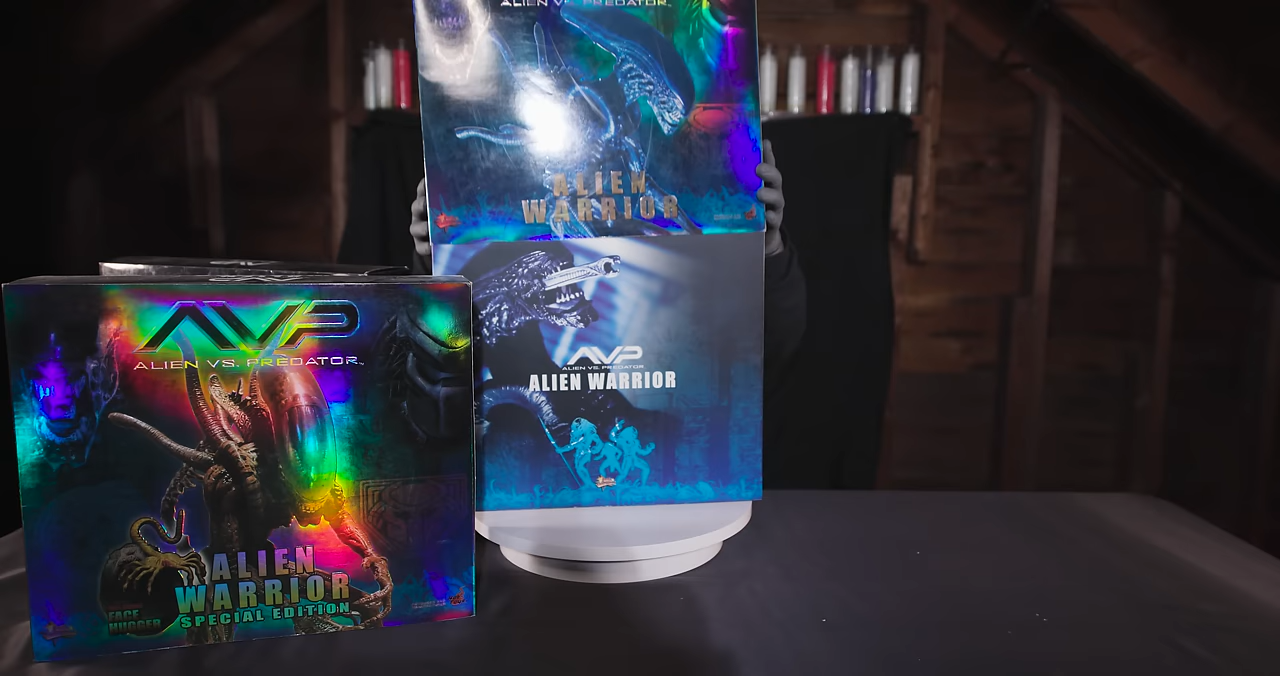 ALIEN VS. PREDATOR
ALIEN
WARRIOR
AVP
ALIEN VS. PREDATOR
ALIEN WARRIOR
AVP
ALIEN VS. PREDATOR™
ALIEN
WARRIOR
SPECIAL EDITION
FACE
HUGGER